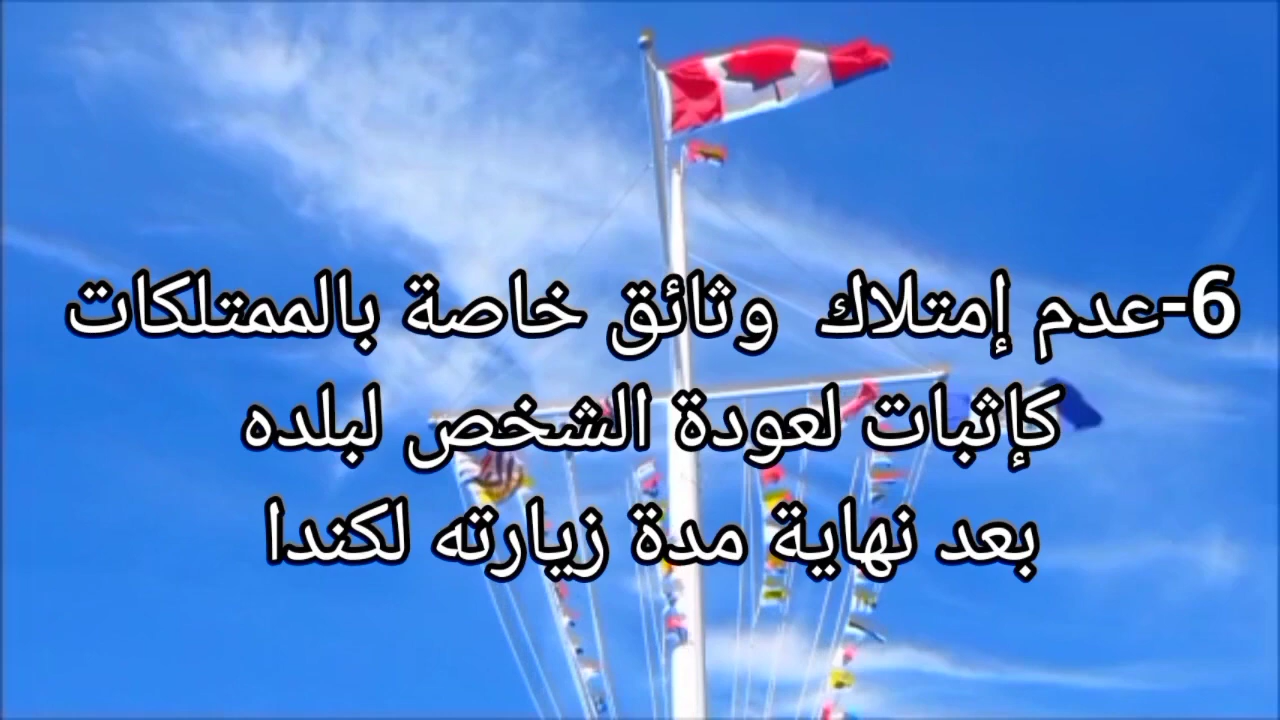 6-عدم إمتلاك وثائق خاصة بالممتلكات
كإثبات لعودة الشخص لبلده
بعد نهاية مدة زيارته لكندا